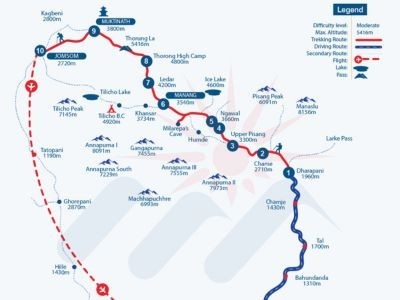 Legend
Difficulty level: Moderate
Max. Altitude: 5416m
Trekking Route:
Driving Route:
Secondary Route:
Flight:
Lake:
Pass:
Kagbeni
2800m
MUKTINATH
3800m
9
10
JOMSOM
2720m
Thorung La
5416m
8
Thorong High Camp
4800m
7
Ledar
4200m
Ice Lake
4600m
MANANG
3540m
6
Tilicho Lake
Tilicho Peak
7145m
Tilicho B.C
4920m
Khansar
3734m
Milarepa's
Cave
Humde
5
4
Ngawal
3660m
Pisang Peak
6091m
Manaslu
8156m
Upper Pisang
3300m
3
Larke Pass
2
Chame
2710m
1
Dharapani
1960m
Chamje
1430m
Tal
1700m
Bahundanda
1310m
Tatopani
1190m
Annapurna I
8091m
Gangapurna
7455m
Annapurna III
7555m
Annapurna South
7229m
Annapurna II
7973m
Machhapuchhre
6993m
Ghorepani
2870m
Hille
1430m